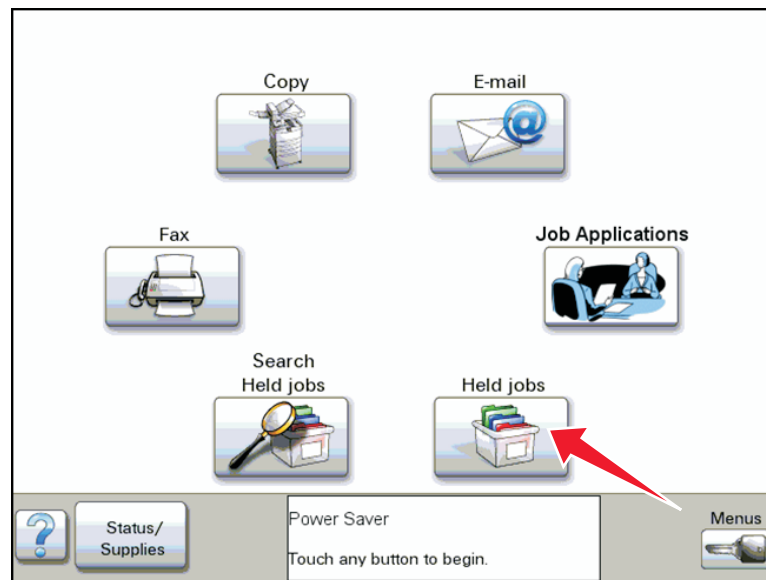 Copy
E-mail
Fax
Job Applications
Search
Held jobs
Held jobs
Status/
Supplies
Power Saver
Touch any button to begin.
Menus